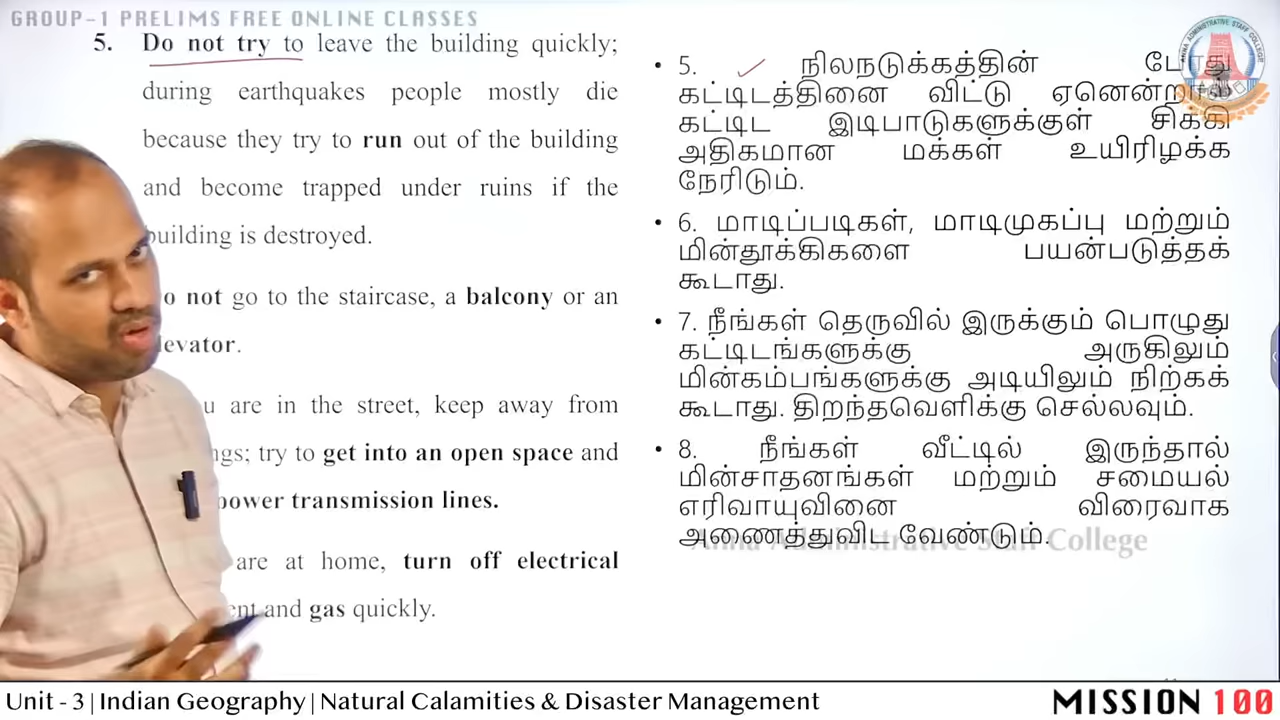 GROUP-1 PRELIMS FREE ONLINE CLASSES
5. Do not try to leave the building quickly;
during earthquakes people mostly die
because they try to run out of the building
and become trapped under ruins if the
building is destroyed.
not go to the staircase, a balcony or an
are in the street, keep away from
try to get into an open space and
power transmission lines.
are at home, turn off electrical
and gas quickly.
• 5. நிலநடுக்கத்தின்
கட்டிடத்தினை விட்டு ஏனென்றால்
கட்டிட இடிபாடுகளுக்குள் சிக்கி
அதிகமான மக்கள் உயிரிழக்க
நேரிடும்.
• 6. மாடிப்படிகள், மாடிமுகப்பு மற்றும்
மின்தூக்கிகளை பயன்படுத்தக்
கூடாது.
• 7. நீங்கள் தெருவில் இருக்கும் பொழுது
கட்டிடங்களுக்கு அருகிலும்
மின்கம்பங்களுக்கு அடியிலும் நிற்கக்
கூடாது. திறந்தவெளிக்கு செல்லவும்.
• 8. நீங்கள் வீட்டில் இருந்தால்
மின்சாதனங்கள் மற்றும் சமையல்
எரிவாயுவினை விரைவாக
அணைத்துவிட வேண்டும்.
Anna Administrative Staff College
Unit - 3 | Indian Geography | Natural Calamities & Disaster Management
MISSION 100